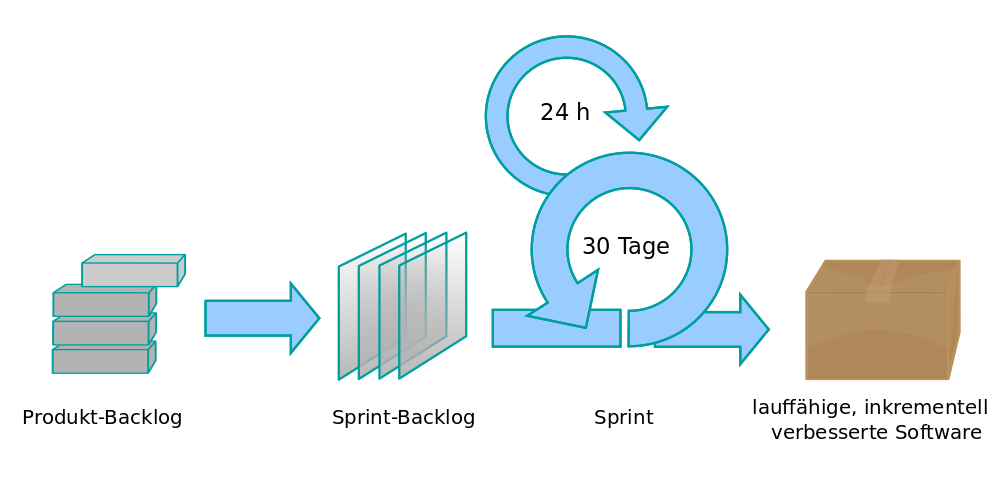 24 h
30 Tage
Produkt-Backlog
Sprint-Backlog
Sprint
lauffähige, inkrementell
verbesserte Software